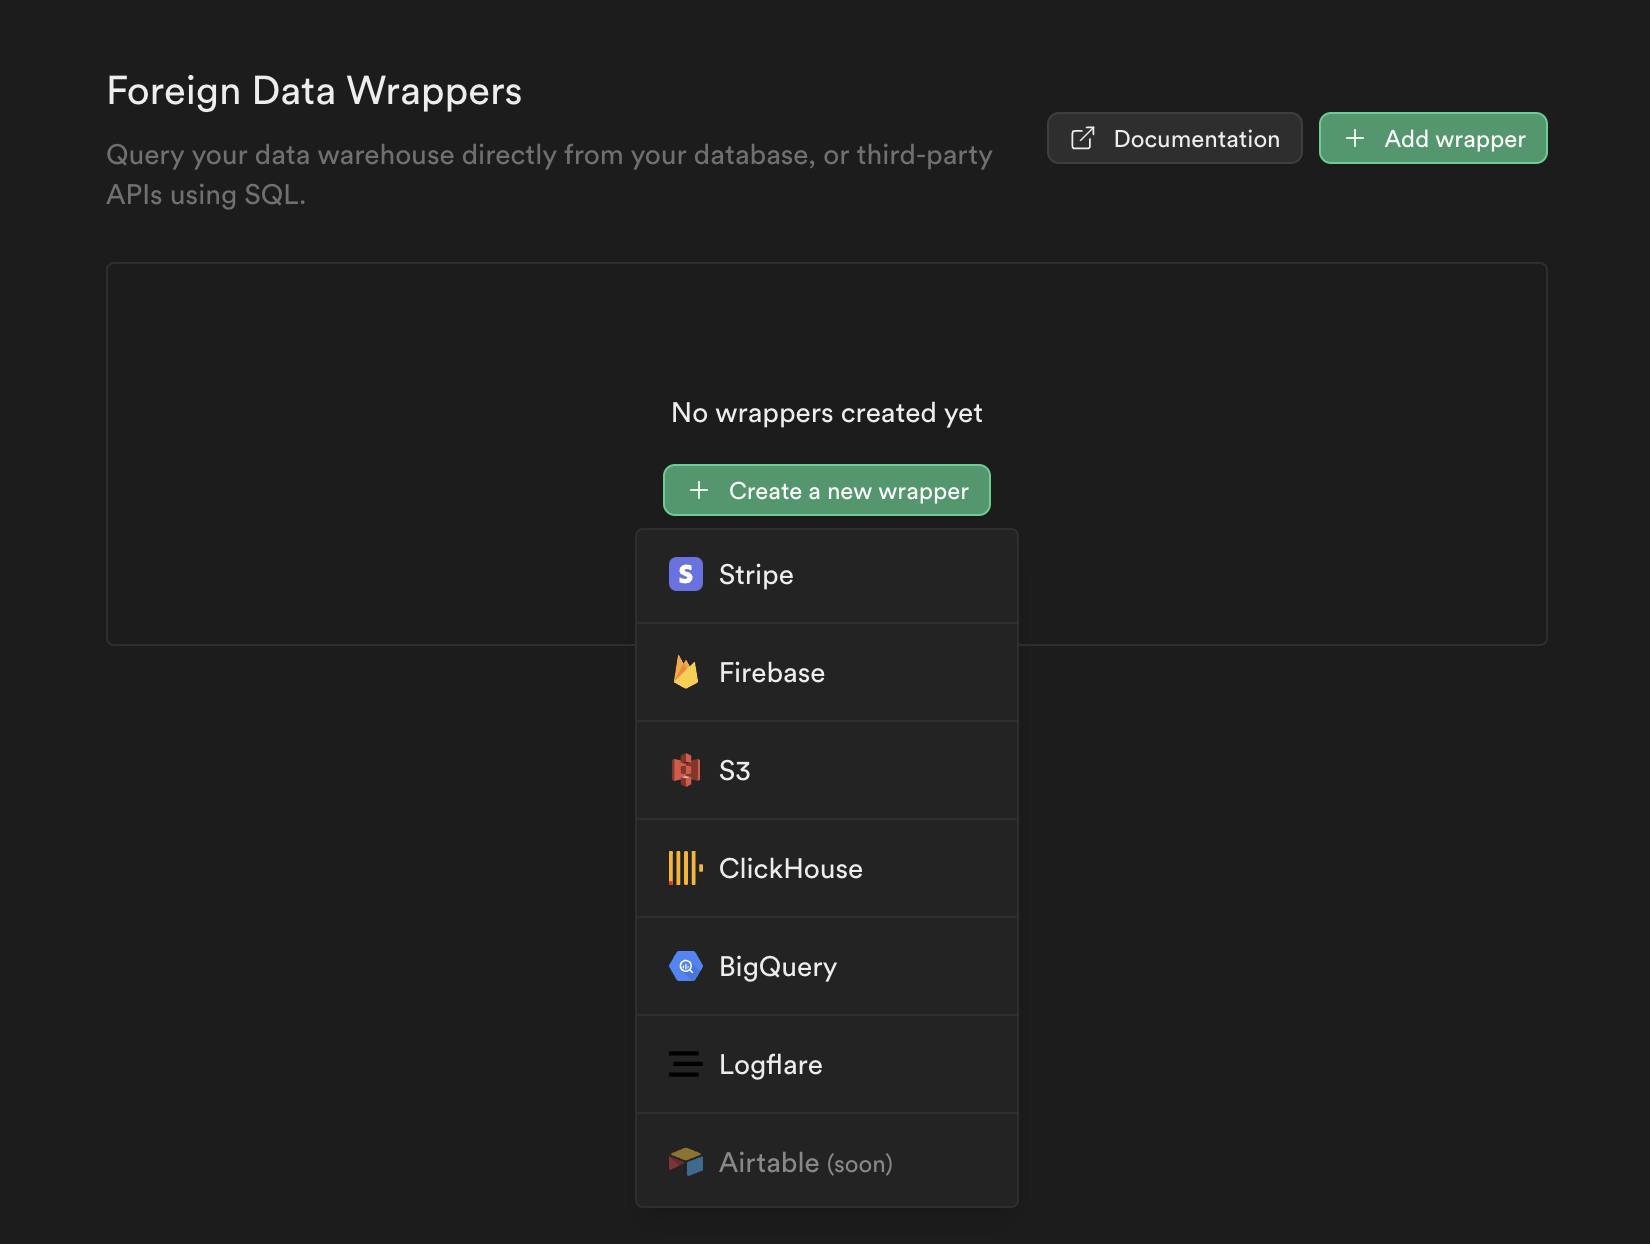 Foreign Data Wrappers
Query your data warehouse directly from your database, or third-party
APIs using SQL.
Documentation
Add wrapper
No wrappers created yet
Create a new wrapper
S Stripe
Firebase
S3
ClickHouse
BigQuery
Logflare
Airtable (soon)